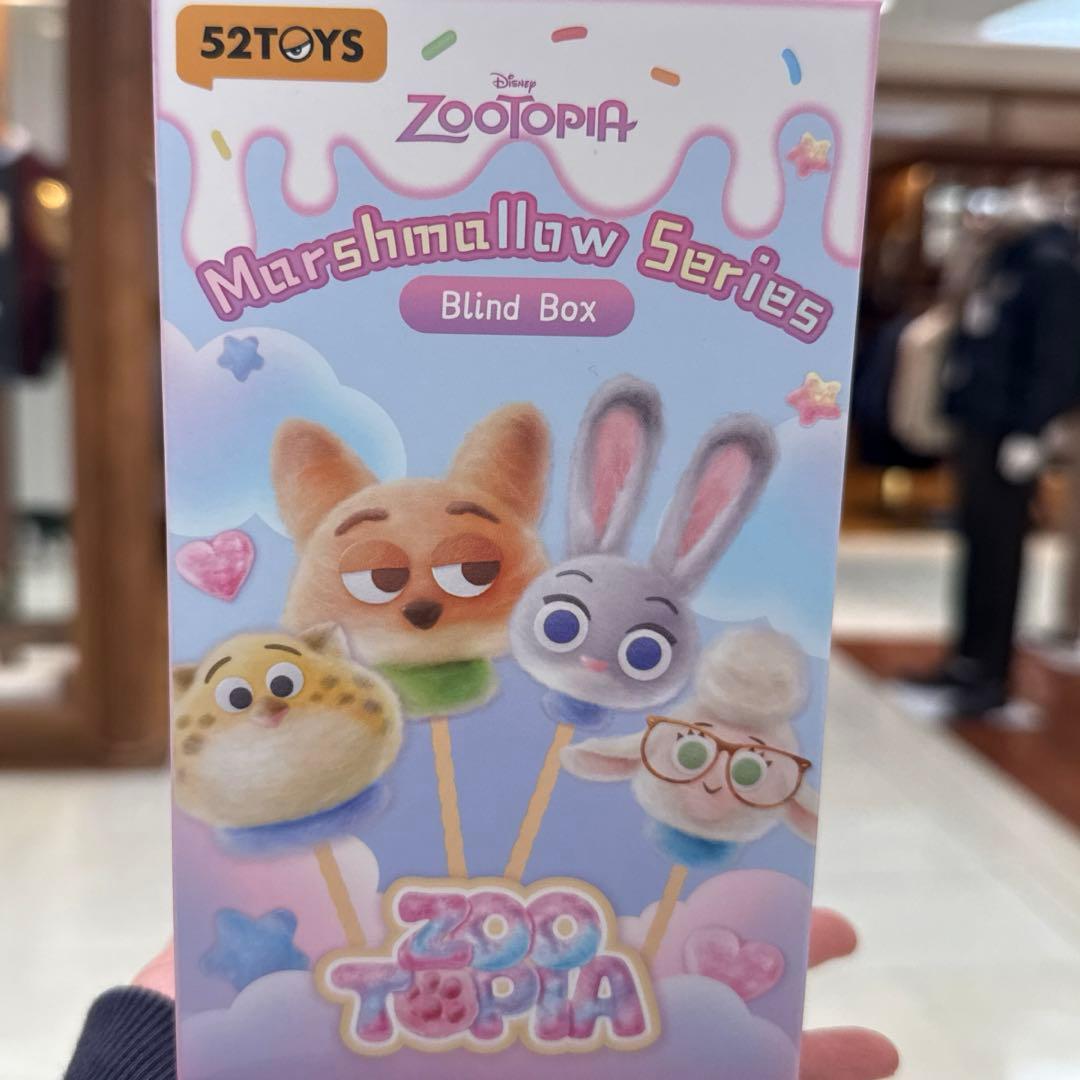 52TOYS
Disney
ZOOTOPIA
Marshmallow Series
Blind Box
ZOO
TOPIA